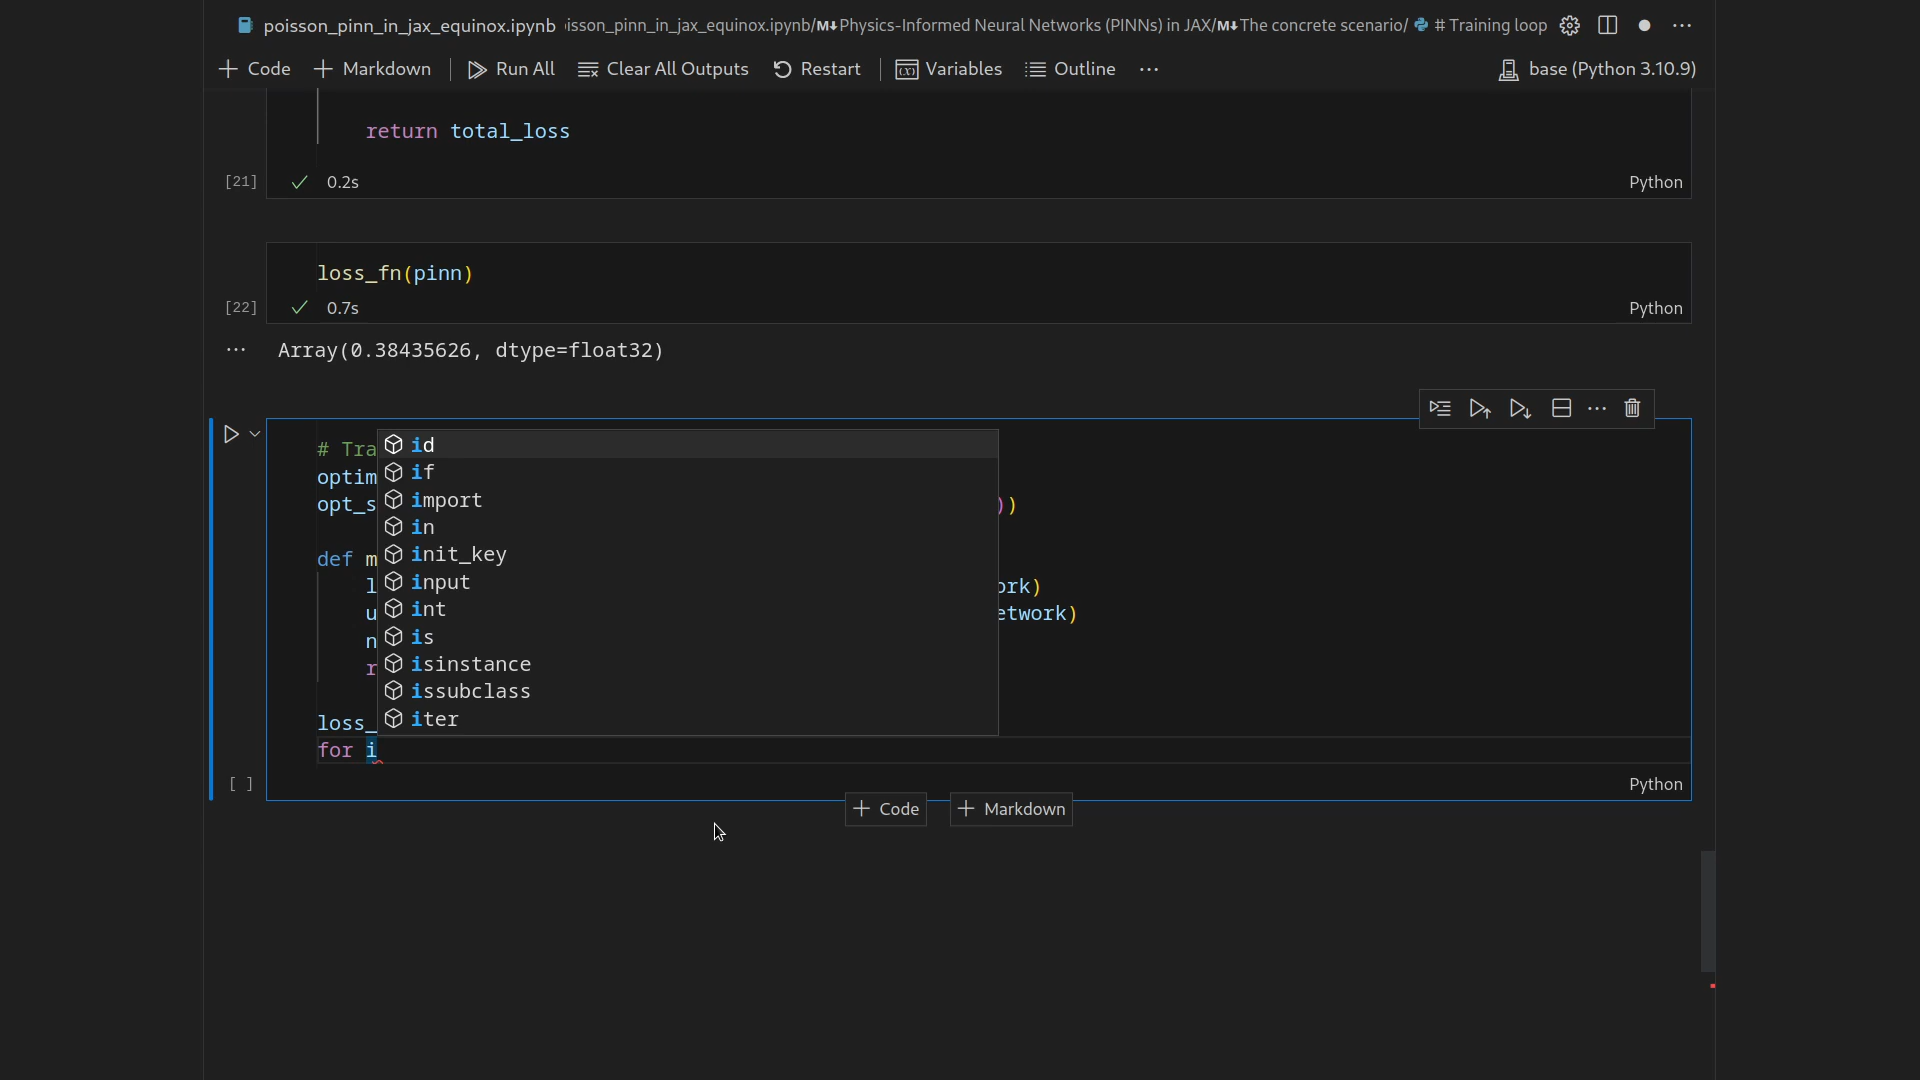 poisson_pinn_in_jax_equinox.ipynb isson_pinn_in_jax_equinox.ipynb/M↓Physics-Informed Neural Networks (PINNs) in JAX/M↓The concrete scenario/ # Training loop
Code Markdown Run All Clear All Outputs Restart Variables Outline ··· base (Python 3.10.9)
return total_loss
[21] ✓ 0.2s Python
loss_fn(pinn)
[22] ✓ 0.7s Python
··· Array(0.38435626, dtype=float32)
# Tra
optim
opt_s ))
def m
l ork)
u etwork)
n
r
loss_
for i
id
if
import
in
init_key
input
int
is
isinstance
issubclass
iter
[ ] Python
+ Code + Markdown